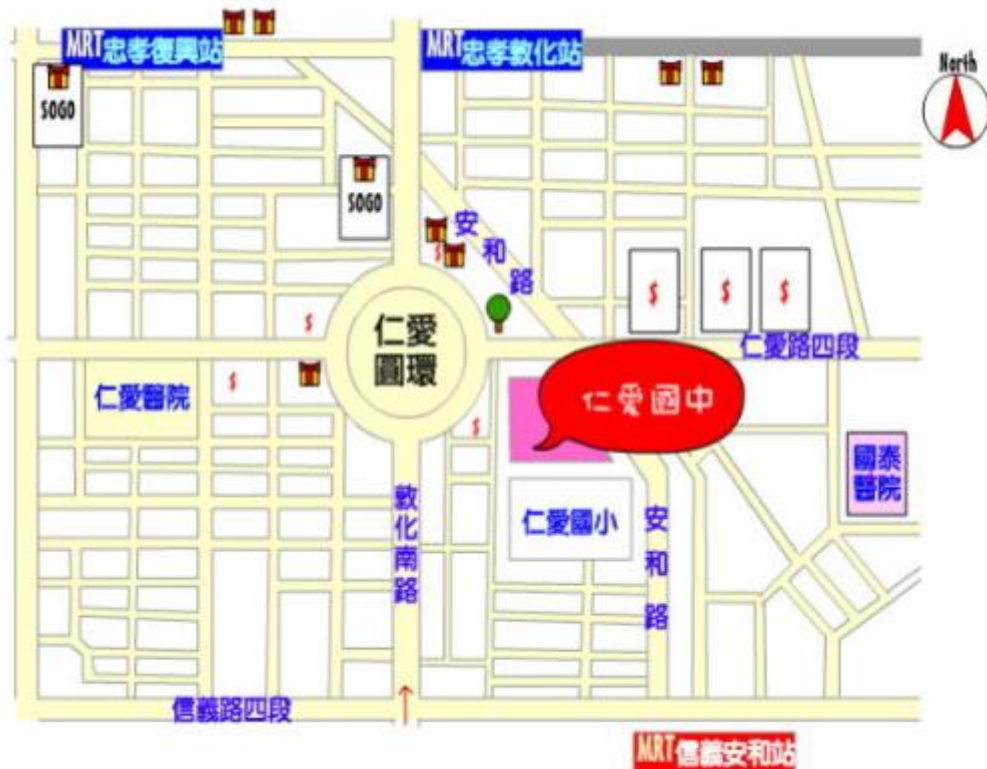 MRT忠孝復興站
MRT忠孝敦化站
North
SOGO
SOGO
安和路
$
$
$
$
$
仁愛圓環
仁愛路四段
$
仁愛醫院
仁愛國中
$
國泰醫院
敦化南路
仁愛國小
安和路
信義路四段
MRT信義安和站